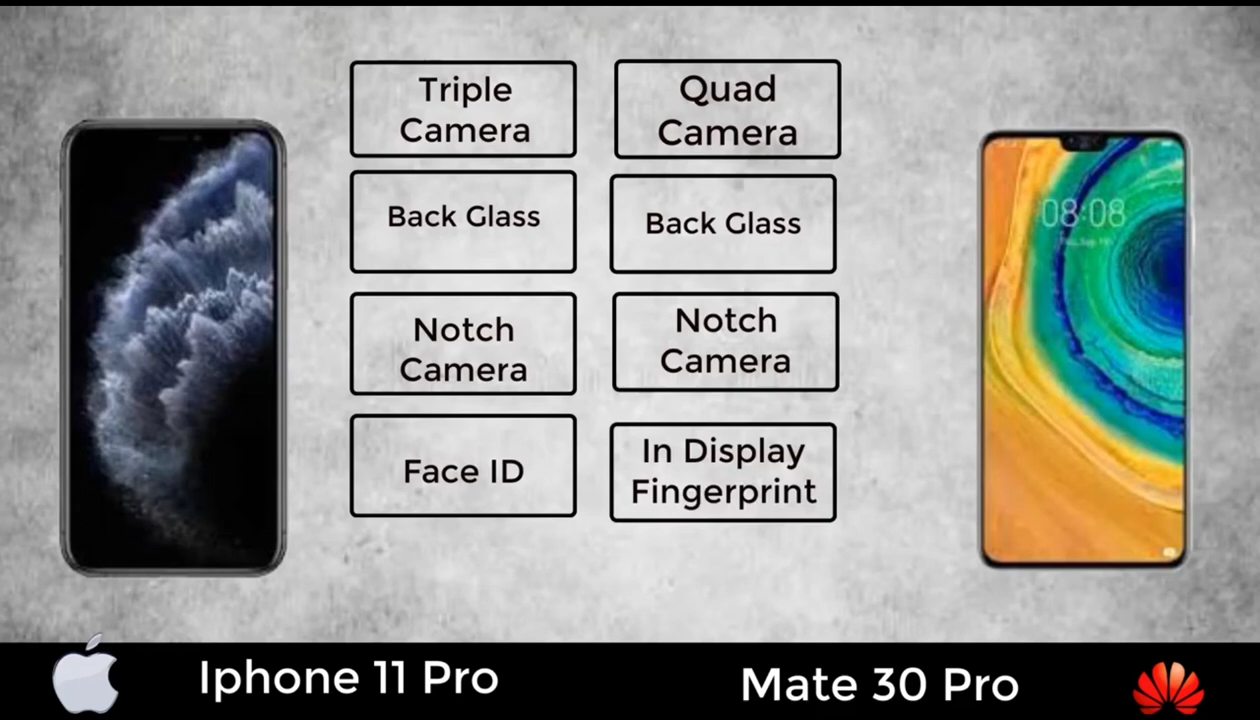 Triple
Camera
Quad
Camera
Back Glass
Back Glass
Notch
Camera
Notch
Camera
Face ID
In Display
Fingerprint
08:08
Iphone 11 Pro
Mate 30 Pro